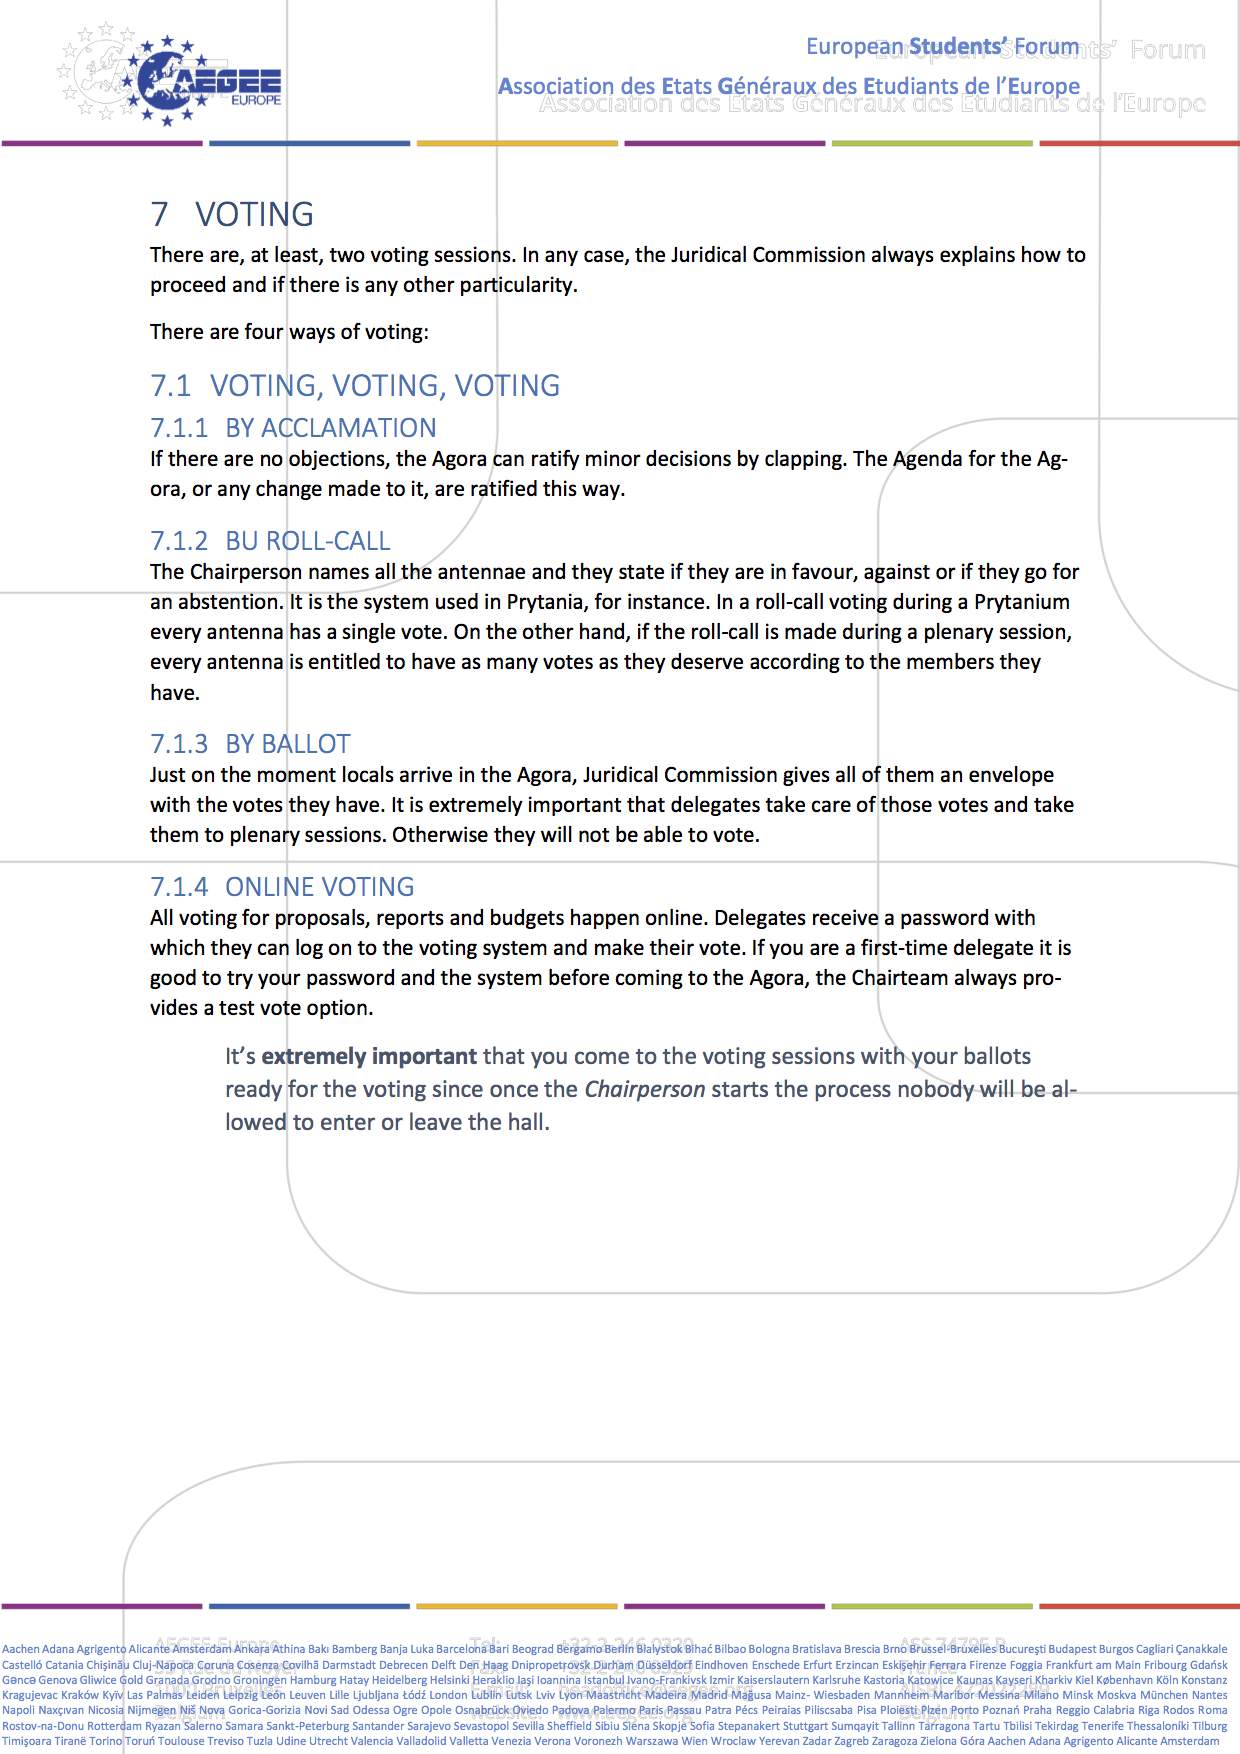 AEGEE
EUROPE
European Students’ Forum
Association des Etats Généraux des Etudiants de l’Europe
European Students’ Forum
Association des Etats Généraux des Etudiants de l’Europe
7 VOTING
There are, at least, two voting sessions. In any case, the Juridical Commission always explains how to
proceed and if there is any other particularity.
There are four ways of voting:
7.1 VOTING, VOTING, VOTING
7.1.1 BY ACCLAMATION
If there are no objections, the Agora can ratify minor decisions by clapping. The Agenda for the Ag-
ora, or any change made to it, are ratified this way.
7.1.2 BU ROLL-CALL
The Chairperson names all the antennae and they state if they are in favour, against or if they go for
an abstention. It is the system used in Prytania, for instance. In a roll-call voting during a Prytanium
every antenna has a single vote. On the other hand, if the roll-call is made during a plenary session,
every antenna is entitled to have as many votes as they deserve according to the members they
have.
7.1.3 BY BALLOT
Just on the moment locals arrive in the Agora, Juridical Commission gives all of them an envelope
with the votes they have. It is extremely important that delegates take care of those votes and take
them to plenary sessions. Otherwise they will not be able to vote.
7.1.4 ONLINE VOTING
All voting for proposals, reports and budgets happen online. Delegates receive a password with
which they can log on to the voting system and make their vote. If you are a first-time delegate it is
good to try your password and the system before coming to the Agora, the Chairteam always pro-
vides a test vote option.
It’s extremely important that you come to the voting sessions with your ballots
ready for the voting since once the Chairperson starts the process nobody will be al-
lowed to enter or leave the hall.
Aachen Adana Agrigento Alicante Amsterdam Ankara Athina Bakı Bamberg Banja Luka Barcelona Bari Beograd Bergamo Berlin Białystok Bihać Bilbao Bologna Bratislava Brescia Brno Brussel-Bruxelles Bucureşti Budapest Burgos Cagliari Çanakkale
Castelló Catania Chişinău Cluj-Napoca Coruna Cosenza Covilhã Darmstadt Debrecen Delft Den Haag Dnipropetrovsk Durham Düsseldorf Eindhoven Enschede Erfurt Erzincan Eskişehir Ferrara Firenze Foggia Frankfurt am Main Fribourg Gdańsk
Gəncə Genova Gliwice Gold Granada Grodno Groningen Hamburg Hatay Heidelberg Helsinki Heraklio Iaşi Ioannina Istanbul Ivano-Frankivsk Izmir Kaiserslautern Karlsruhe Kastoria Katowice Kaunas Kayseri Kharkiv Kiel København Köln Konstanz
Kragujevac Kraków Kyïv Las Palmas Leiden Leipzig León Leuven Lille Ljubljana Łódź London Lublin Lutsk Lviv Lyon Maastricht Madeira Madrid Mağusa Mainz- Wiesbaden Mannheim Maribor Messina Milano Minsk Moskva München Nantes
Napoli Naxçıvan Nicosia Nijmegen Niš Nova Gorica-Gorizia Novi Sad Odessa Ogre Opole Osnabrück Oviedo Padova Palermo Paris Passau Patra Pécs Peiraias Piliscsaba Pisa Ploieşti Plzen Porto Poznań Praha Reggio Calabria Riga Rodos Roma
Rostov-na-Donu Rotterdam Ryazan Salerno Samara Sankt-Peterburg Santander Sarajevo Sevastopol Sevilla Sheffield Sibiu Siena Skopje Sofia Stepanakert Stuttgart Sumqayit Tallinn Tarragona Tartu Tbilisi Tekirdag Tenerife Thessaloniki Tilburg
Timişoara Tiranë Torino Toruń Toulouse Treviso Tuzla Udine Utrecht Valencia Valladolid Valletta Venezia Verona Voronezh Warszawa Wien Wroclaw Yerevan Zadar Zagreb Zaragoza Zielona Góra Aachen Adana Agrigento Alicante Amsterdam